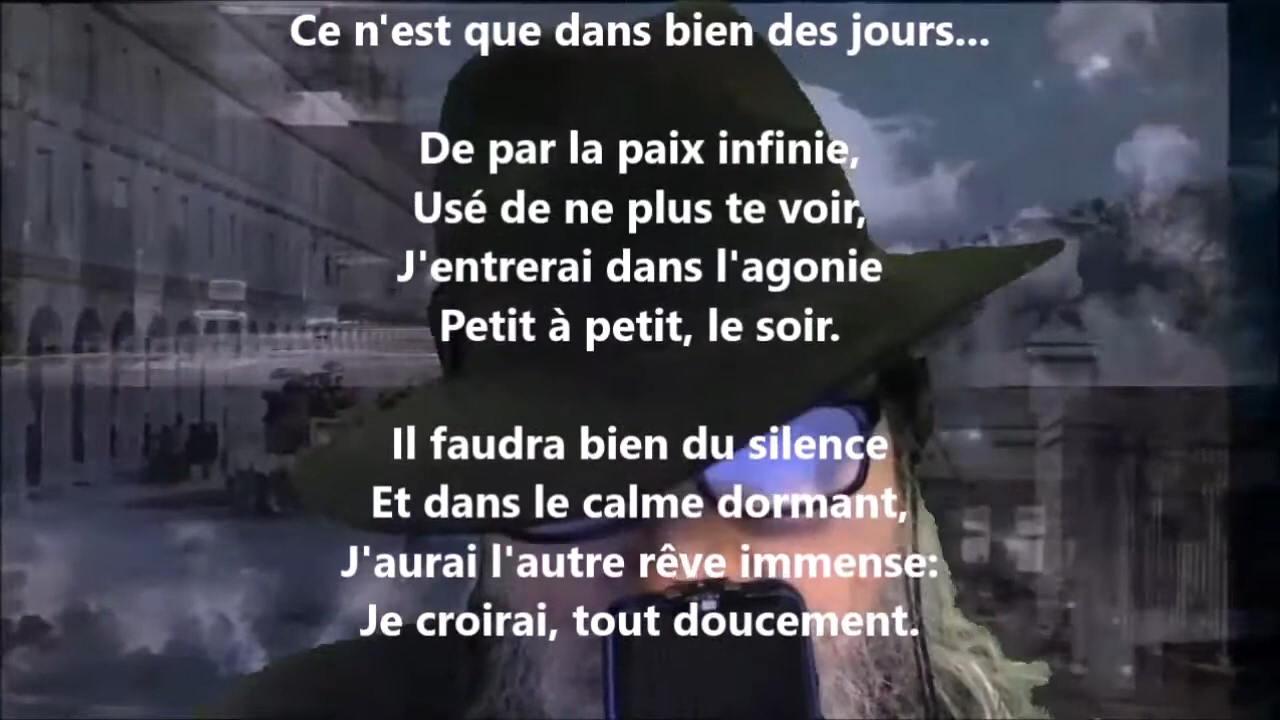 Ce n'est que dans bien des jours...
De par la paix infinie,
Usé de ne plus te voir,
J'entrerai dans l'agonie
Petit à petit, le soir.
Il faudra bien du silence
Et dans le calme dormant,
J'aurai l'autre rêve immense:
Je croirai, tout doucement.